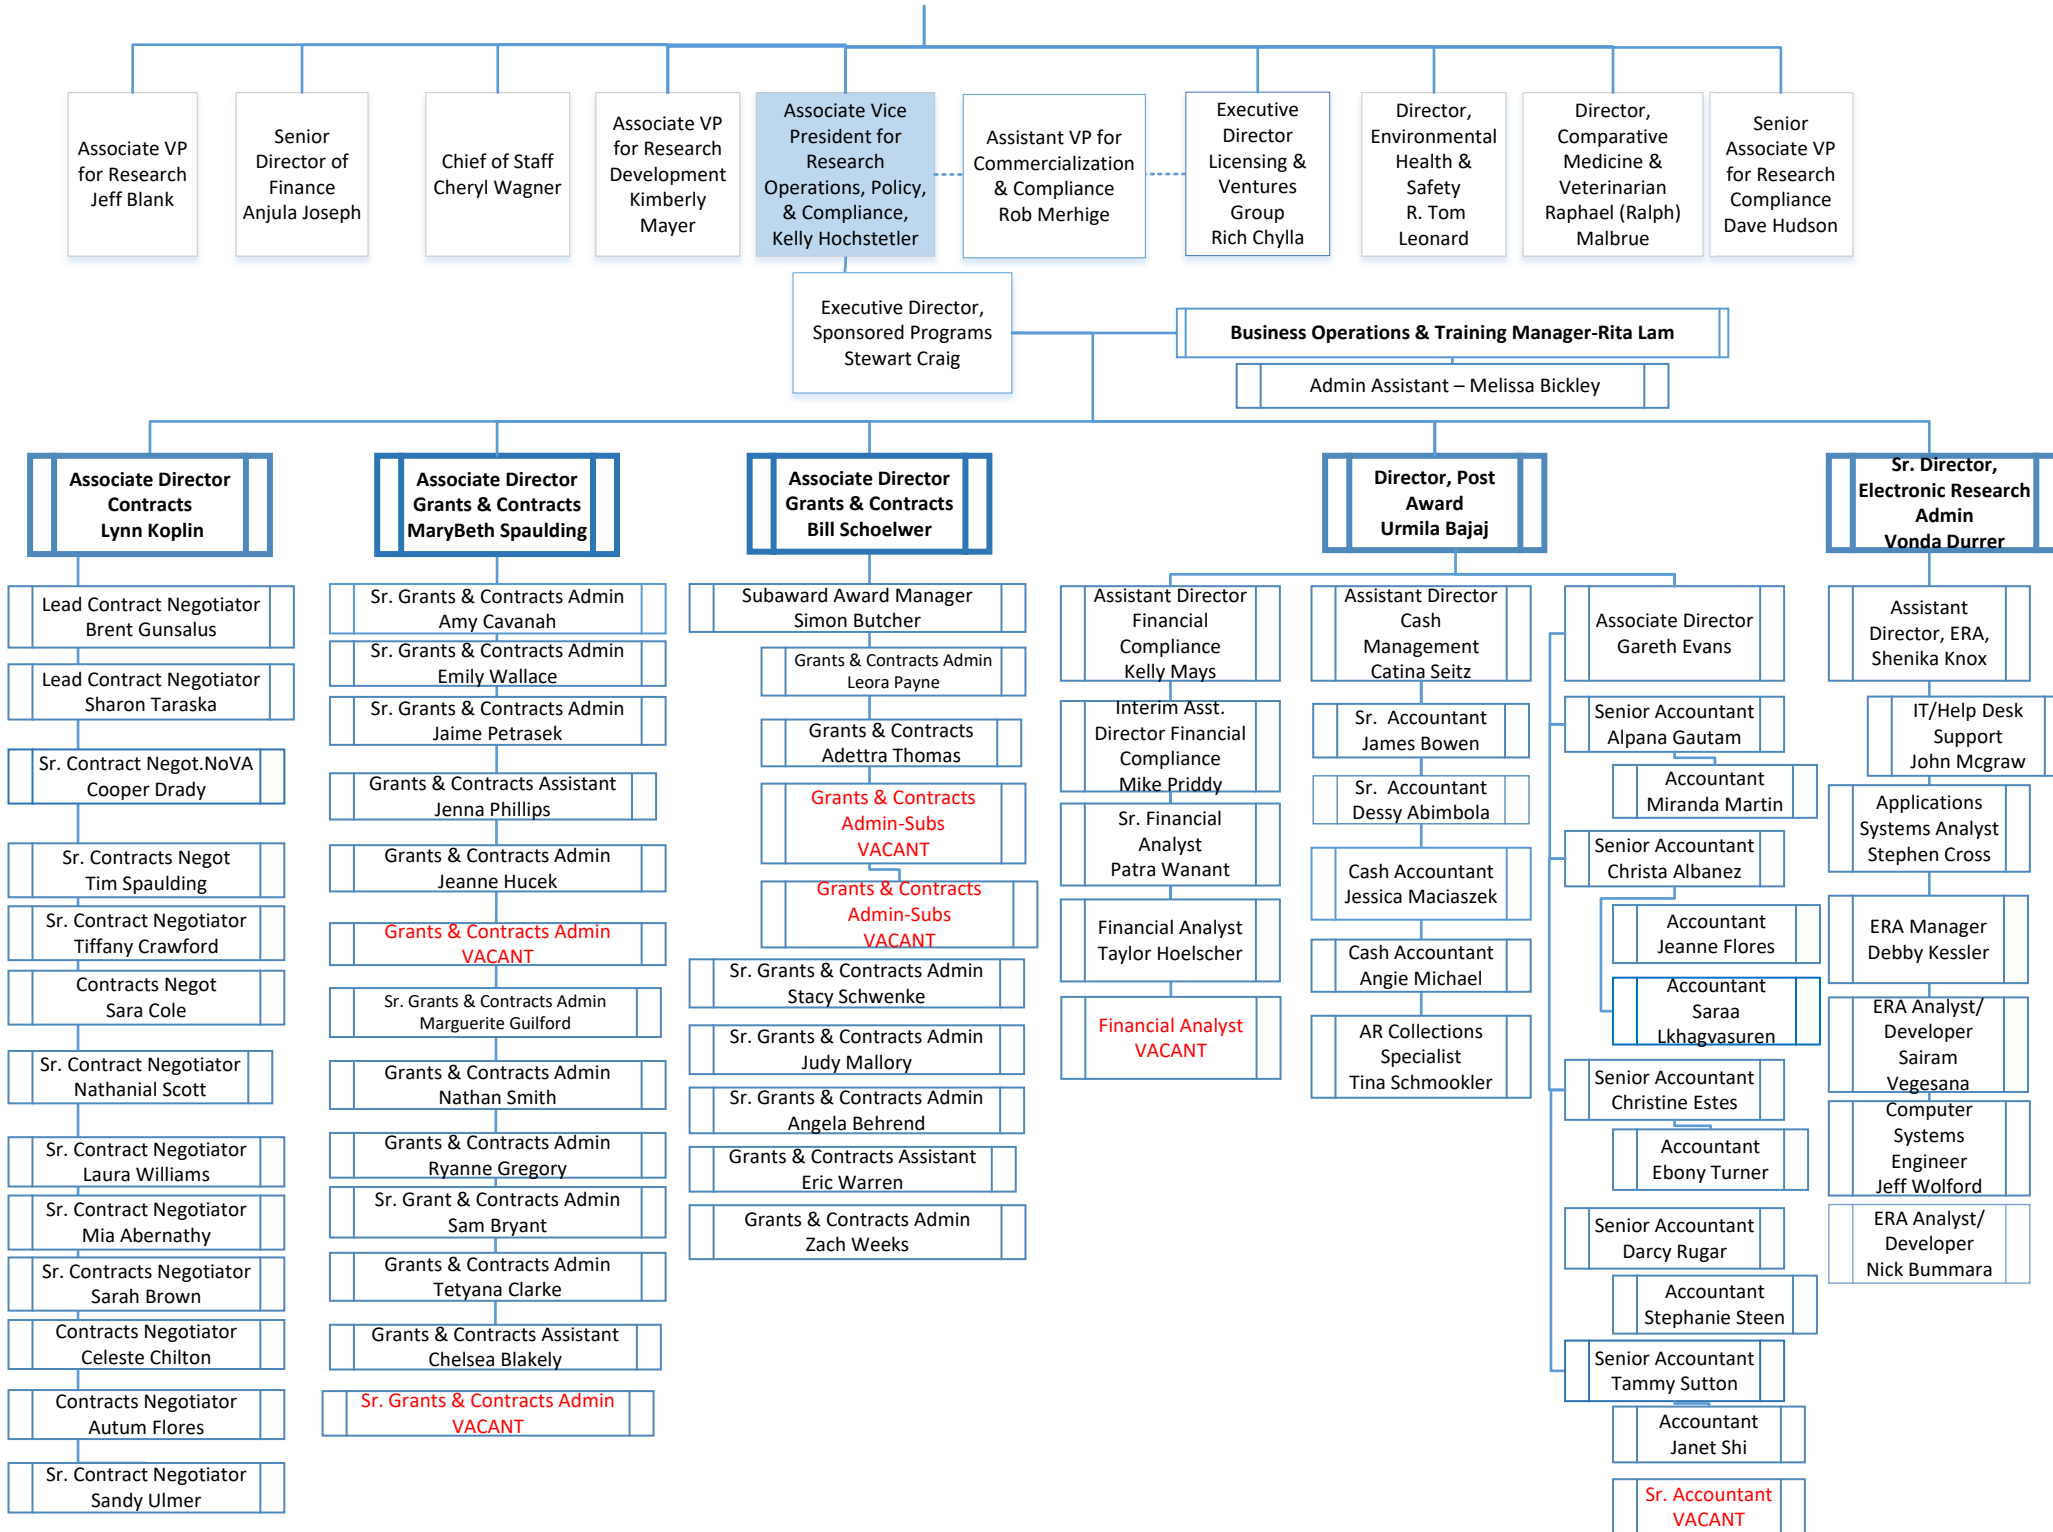 Associate VP
for Research
Jeff Blank
Senior
Director of
Finance
Anjula Joseph
Chief of Staff
Cheryl Wagner
Associate VP
for Research
Development
Kimberly
Mayer
Associate Vice
President for
Research
Operations, Policy,
& Compliance,
Kelly Hochstetler
Assistant VP for
Commercialization
& Compliance
Rob Merhige
Executive
Director
Licensing &
Ventures
Group
Rich Chylla
Director,
Environmental
Health &
Safety
R. Tom
Leonard
Director,
Comparative
Medicine &
Veterinarian
Raphael (Ralph)
Malbrue
Senior
Associate VP
for Research
Compliance
Dave Hudson
Executive Director,
Sponsored Programs
Stewart Craig
Business Operations & Training Manager-Rita Lam
Admin Assistant – Melissa Bickley
Associate Director
Contracts
Lynn Koplin
Lead Contract Negotiator
Brent Gunsalus
Lead Contract Negotiator
Sharon Taraska
Sr. Contract Negot.NoVA
Cooper Drady
Sr. Contracts Negot
Tim Spaulding
Sr. Contract Negotiator
Tiffany Crawford
Contracts Negot
Sara Cole
Sr. Contract Negotiator
Nathanial Scott
Sr. Contract Negotiator
Laura Williams
Sr. Contract Negotiator
Mia Abernathy
Sr. Contracts Negotiator
Sarah Brown
Contracts Negotiator
Celeste Chilton
Contracts Negotiator
Autum Flores
Sr. Contract Negotiator
Sandy Ulmer
Associate Director
Grants & Contracts
MaryBeth Spaulding
Sr. Grants & Contracts Admin
Amy Cavanah
Sr. Grants & Contracts Admin
Emily Wallace
Sr. Grants & Contracts Admin
Jaime Petrasek
Grants & Contracts Assistant
Jenna Phillips
Grants & Contracts Admin
Jeanne Hucek
Grants & Contracts Admin
VACANT
Sr. Grants & Contracts Admin
Marguerite Guilford
Grants & Contracts Admin
Nathan Smith
Grants & Contracts Admin
Ryanne Gregory
Sr. Grant & Contracts Admin
Sam Bryant
Grants & Contracts Admin
Tetyana Clarke
Grants & Contracts Assistant
Chelsea Blakely
Sr. Grants & Contracts Admin
VACANT
Associate Director
Grants & Contracts
Bill Schoelwer
Subaward Award Manager
Simon Butcher
Grants & Contracts Admin
Leora Payne
Grants & Contracts
Adettra Thomas
Grants & Contracts
Admin-Subs
VACANT
Grants & Contracts
Admin-Subs
VACANT
Sr. Grants & Contracts Admin
Stacy Schwenke
Sr. Grants & Contracts Admin
Judy Mallory
Sr. Grants & Contracts Admin
Angela Behrend
Grants & Contracts Assistant
Eric Warren
Grants & Contracts Admin
Zach Weeks
Director, Post
Award
Urmila Bajaj
Assistant Director
Financial
Compliance
Kelly Mays
Interim Asst.
Director Financial
Compliance
Mike Priddy
Sr. Financial
Analyst
Patra Wanant
Financial Analyst
Taylor Hoelscher
Financial Analyst
VACANT
Assistant Director
Cash
Management
Catina Seitz
Sr. Accountant
James Bowen
Sr. Accountant
Dessy Abimbola
Cash Accountant
Jessica Maciaszek
Cash Accountant
Angie Michael
AR Collections
Specialist
Tina Schmookler
Associate Director
Gareth Evans
Senior Accountant
Alpana Gautam
Accountant
Miranda Martin
Senior Accountant
Christa Albanez
Accountant
Jeanne Flores
Accountant
Saraa
Lkhagvasuren
Senior Accountant
Christine Estes
Accountant
Ebony Turner
Senior Accountant
Darcy Rugar
Accountant
Stephanie Steen
Senior Accountant
Tammy Sutton
Accountant
Janet Shi
Sr. Accountant
VACANT
Sr. Director,
Electronic Research
Admin
Vonda Durrer
Assistant
Director, ERA,
Shenika Knox
IT/Help Desk
Support
John Mcgraw
Applications
Systems Analyst
Stephen Cross
ERA Manager
Debby Kessler
ERA Analyst/
Developer
Sairam
Vegesana
Computer
Systems
Engineer
Jeff Wolford
ERA Analyst/
Developer
Nick Bummara